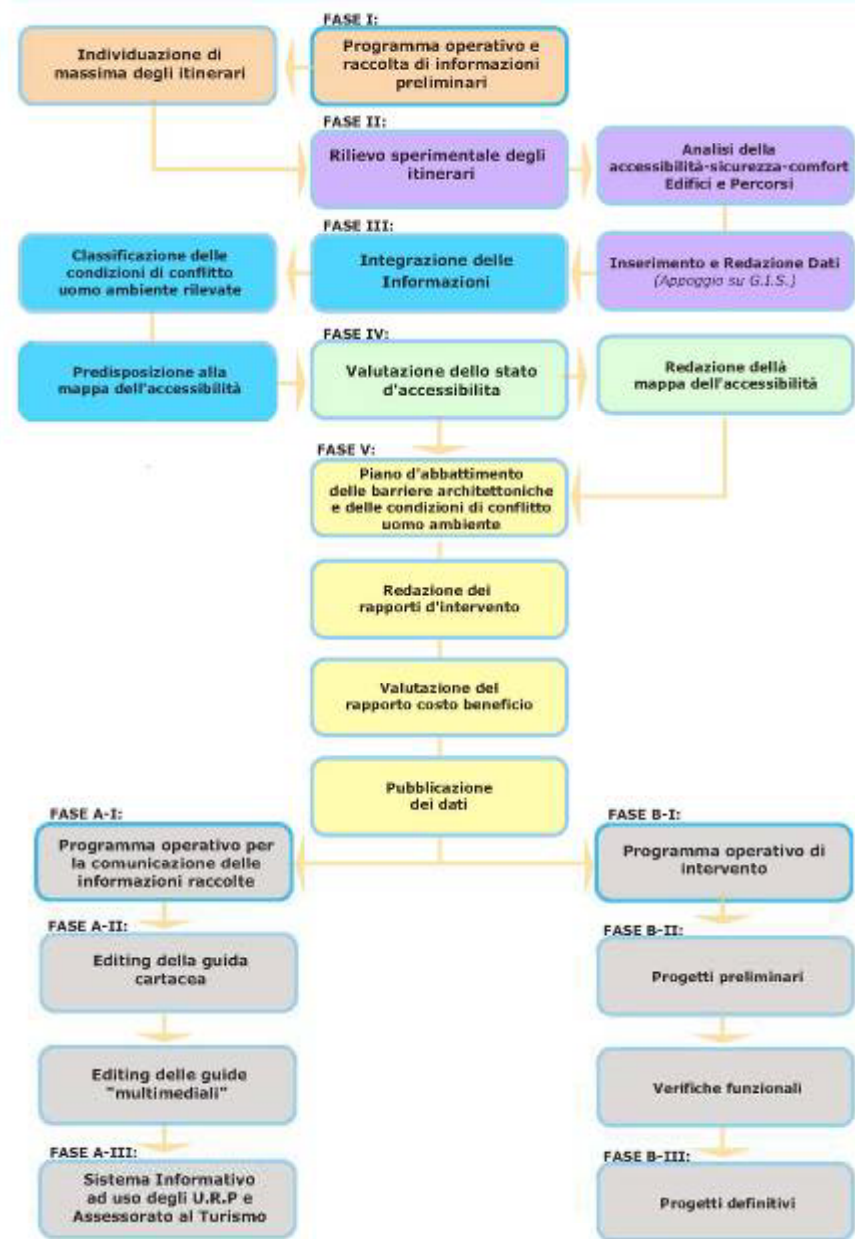 FASE I:
Programma operativo e
raccolta di informazioni
preliminari
Individuazione di
massima degli itinerari
FASE II:
Rilievo sperimentale degli
itinerari
Analisi della
accessibilità-sicurezza-comfort
Edifici e Percorsi
Inserimento e Redazione Dati
(Appoggio su G.I.S.)
FASE III:
Integrazione delle
Informazioni
Classificazione delle
condizioni di conflitto
uomo ambiente rilevate
Predisposizione alla
mappa dell'accessibilità
FASE IV:
Valutazione dello stato
d'accessibilita
Redazione dellà
mappa dell'accessibilità
FASE V:
Piano d'abbattimento
delle barriere architettoniche
e delle condizioni di conflitto
uomo ambiente
Redazione dei
rapporti d'intervento
Valutazione del
rapporto costo beneficio
Pubblicazione
dei dati
FASE A-I:
Programma operativo per
la comunicazione delle
informazioni raccolte
FASE A-II:
Editing della guida
cartacea
Editing delle guide
"multimediali"
FASE A-III:
Sistema Informativo
ad uso degli U.R.P e
Assessorato al Turismo
FASE B-I:
Programma operativo di
intervento
FASE B-II:
Progetti preliminari
Verifiche funzionali
FASE B-III:
Progetti definitivi